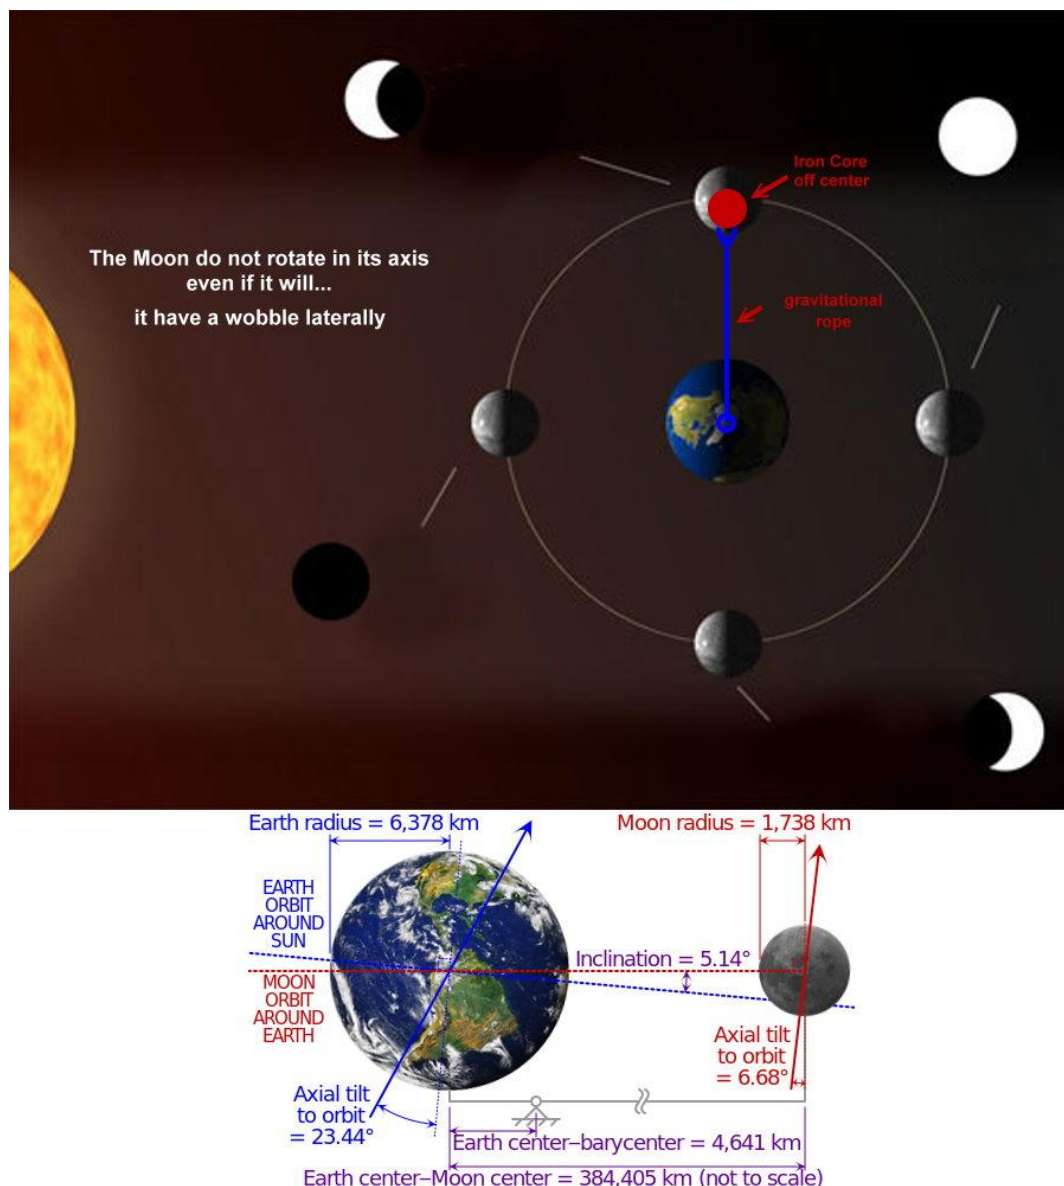 Iron Core
off center
The Moon do not rotate in its axis
even if it will...
it have a wobble laterally
gravitational
rope
Earth radius = 6,378 km
Moon radius = 1,738 km
EARTH
ORBIT
AROUND
SUN
Inclination = 5.14°
MOON
ORBIT
AROUND
EARTH
Axial tilt
to orbit
= 6.68°
Axial tilt
to orbit
= 23.44°
Earth center–barycenter = 4,641 km
Earth center–Moon center = 384,405 km (not to scale)